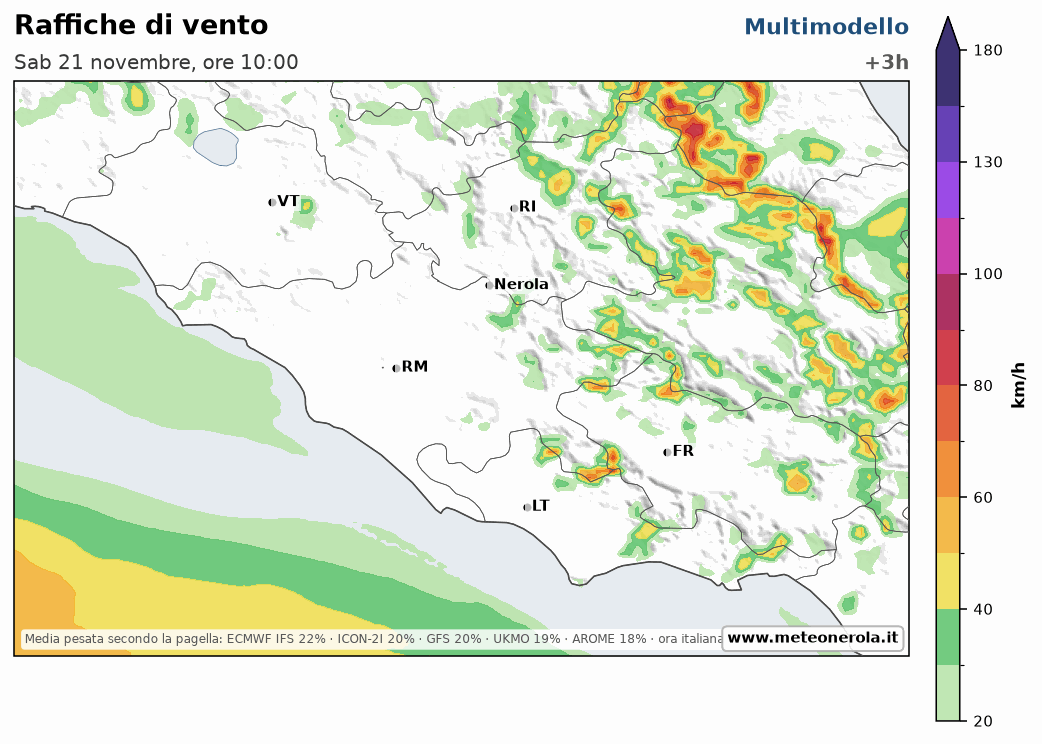 Raffiche di vento
Multimodello
Sab 21 novembre, ore 10:00
+3h
180
130
100
80
60
40
20
km/h
VT
RI
Nerola
RM
FR
LT
Media pesata secondo la pagella: ECMWF IFS 22% · ICON-2I 20% · GFS 20% · UKMO 19% · AROME 18% · ora italiana
www.meteonerola.it